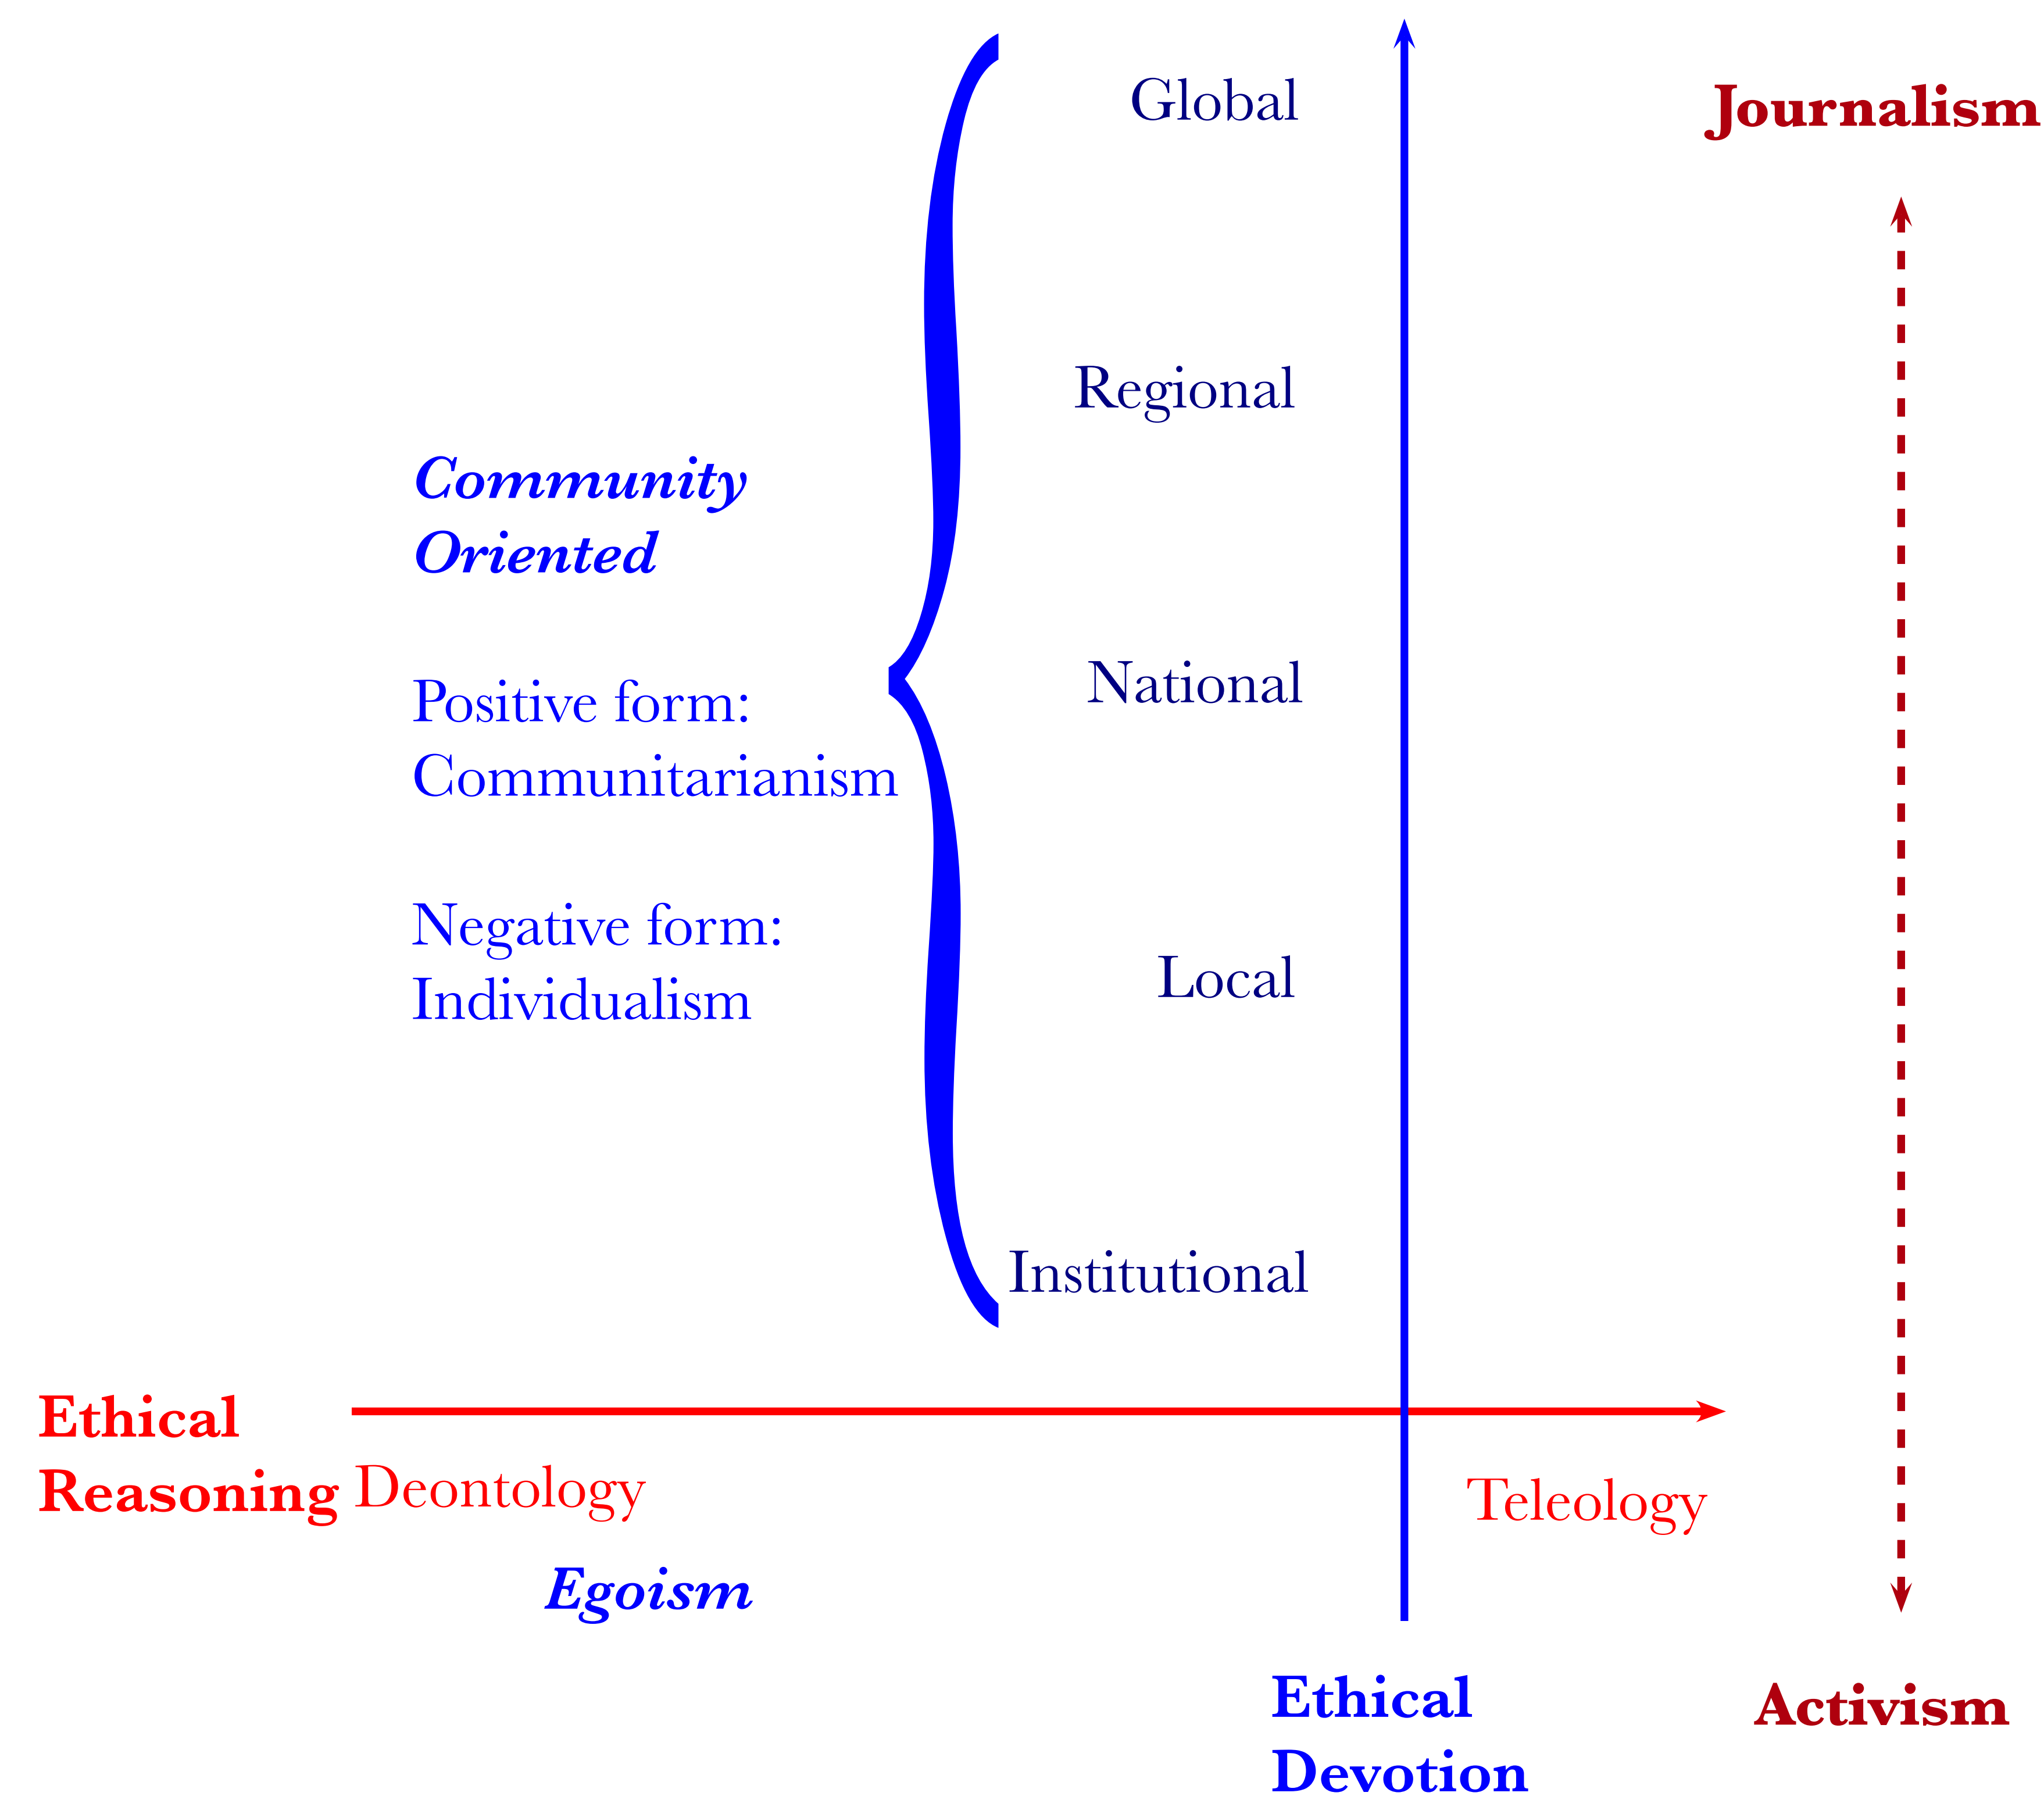 Global
Journalism
Regional
Community
Oriented
National
Positive form:
Communitarianism
Negative form:
Individualism
Local
Institutional
Ethical
Reasoning
Deontology
Teleology
Egoism
Ethical
Devotion
Activism